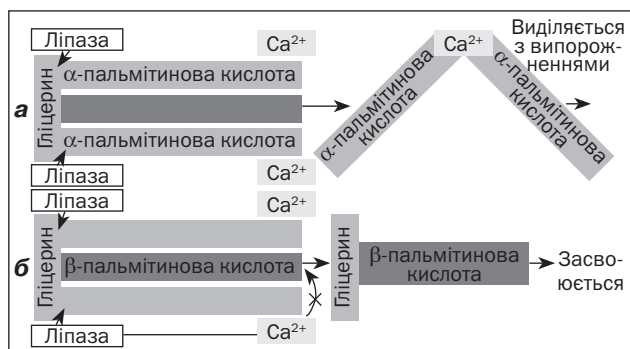 Ліпаза
Ca²⁺
α-пальмітинова кислота
Гліцерин
а
α-пальмітинова кислота
Ca²⁺
Ліпаза
α-пальмітинова
кислота
Ca²⁺
α-пальмітинова
кислота
Виділяється
з випорож-
неннями
Ліпаза
Ca²⁺
Гліцерин
б
β-пальмітинова кислота
Ca²⁺
Ліпаза
Гліцерин
β-пальмітинова
кислота
Засво-
юється